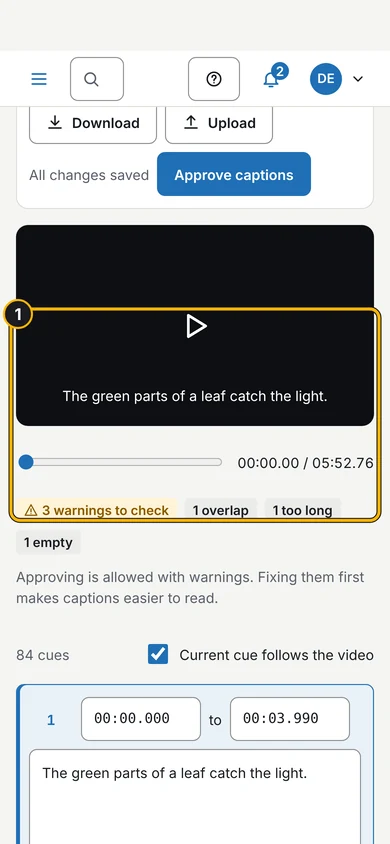 2
DE
Download
Upload
All changes saved
Approve captions
1
The green parts of a leaf catch the light.
00:00.00 / 05:52.76
3 warnings to check
1 overlap
1 too long
1 empty
Approving is allowed with warnings. Fixing them first
makes captions easier to read.
84 cues
Current cue follows the video
1
00:00.000
to
00:03.990
The green parts of a leaf catch the light.